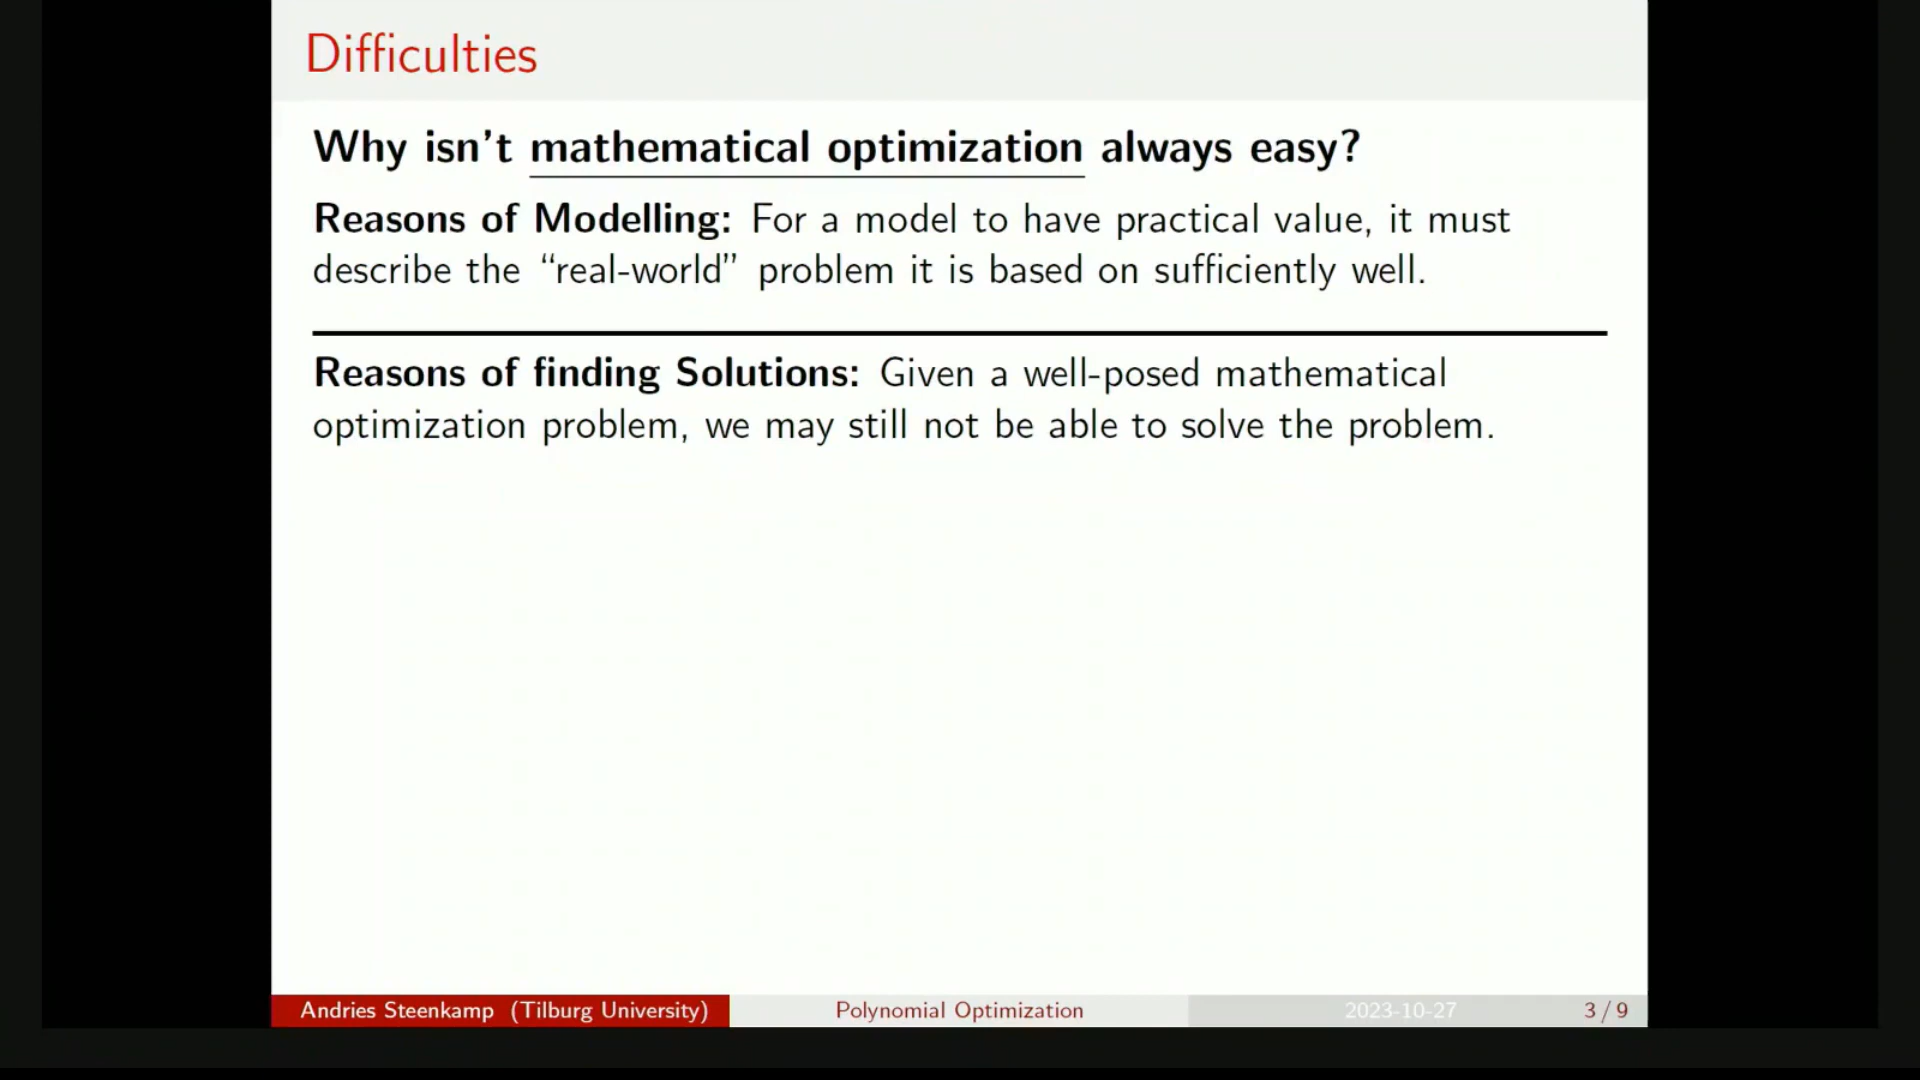 Difficulties
Why isn't mathematical optimization always easy?
Reasons of Modelling: For a model to have practical value, it must
describe the “real-world” problem it is based on sufficiently well.
Reasons of finding Solutions: Given a well-posed mathematical
optimization problem, we may still not be able to solve the problem.
Andries Steenkamp (Tilburg University) Polynomial Optimization 2023-10-27 3 / 9